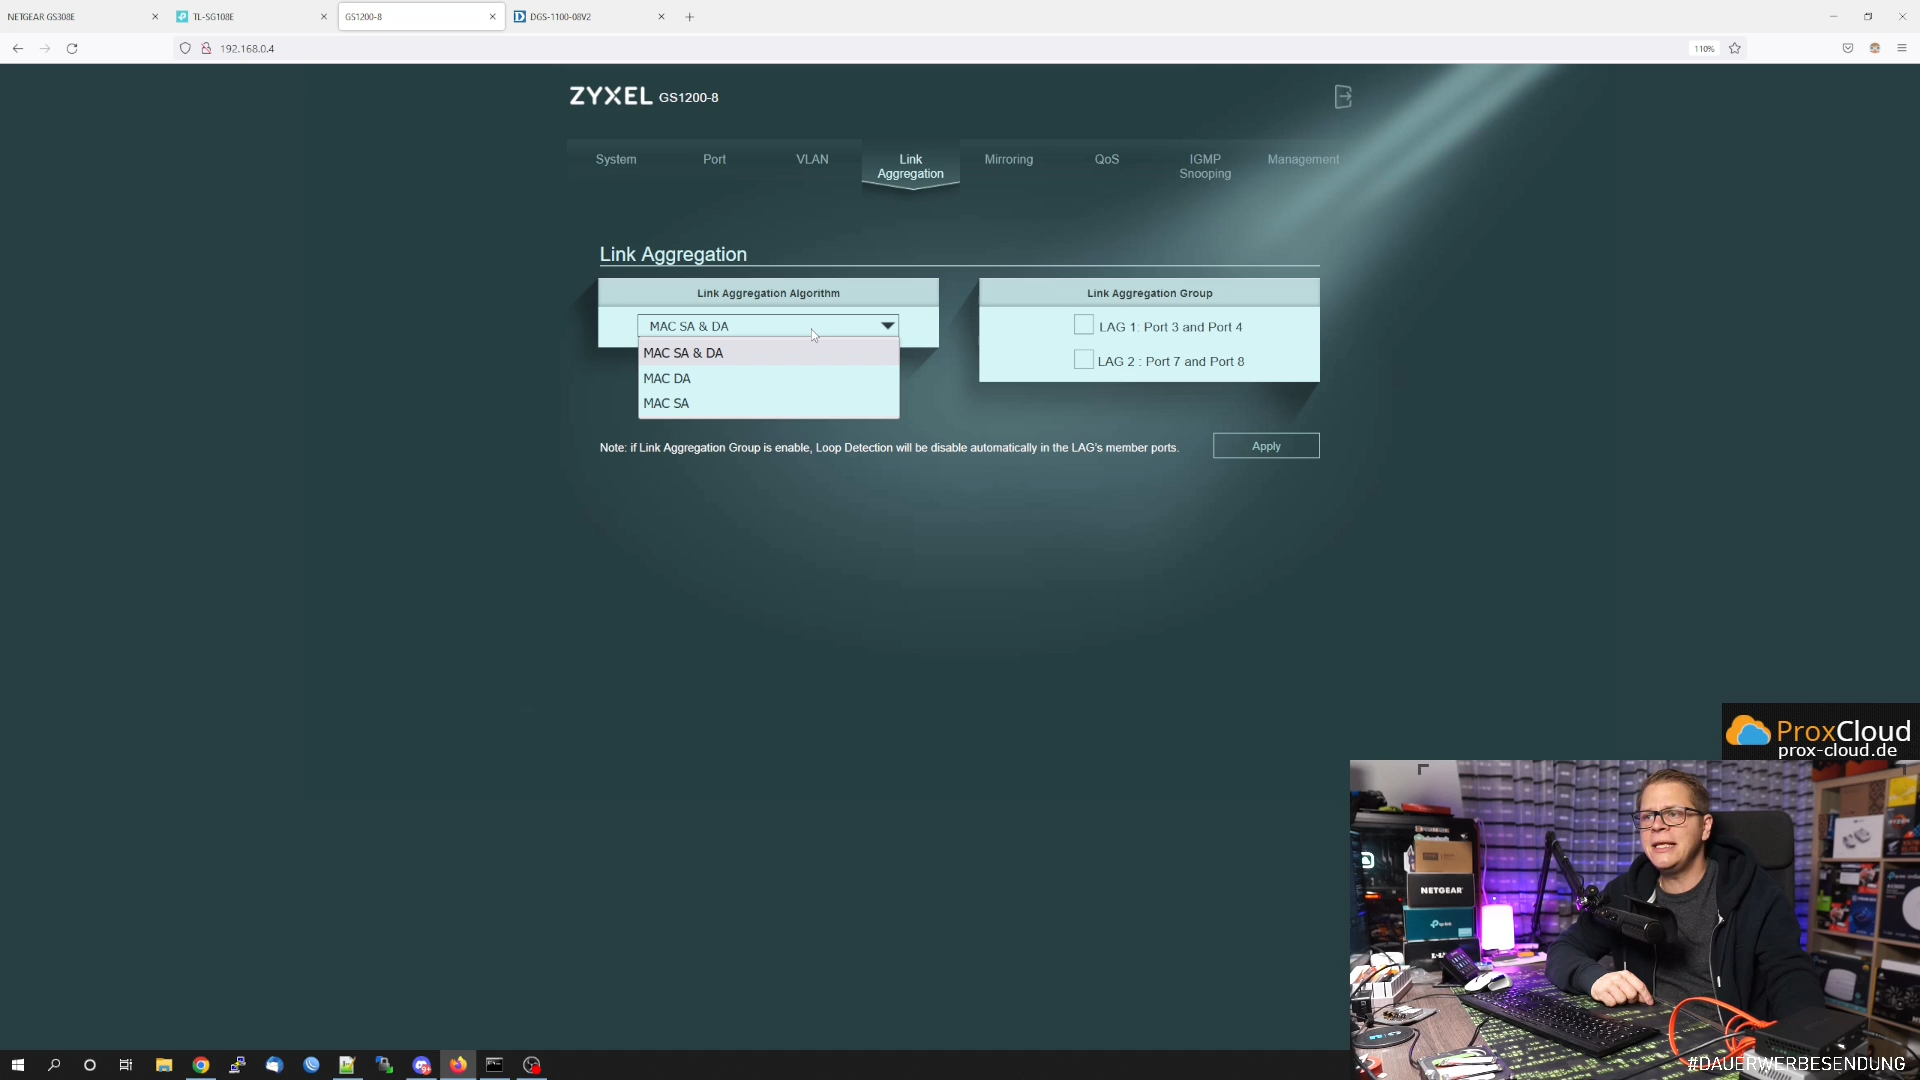 NETGEAR GS308E
TL-SG108E
GS1200-8
DGS-1100-08V2
192.168.0.4
110%
ZYXEL GS1200-8
System
Port
VLAN
Link
Aggregation
Mirroring
QoS
IGMP
Snooping
Management
Link Aggregation
Link Aggregation Algorithm
MAC SA & DA
MAC SA & DA
MAC DA
MAC SA
Link Aggregation Group
LAG 1: Port 3 and Port 4
LAG 2 : Port 7 and Port 8
Note: if Link Aggregation Group is enable, Loop Detection will be disable automatically in the LAG's member ports.
Apply
ProxCloud
prox-cloud.de
NETGEAR
tp-link
#DAUERWERBESENDUNG